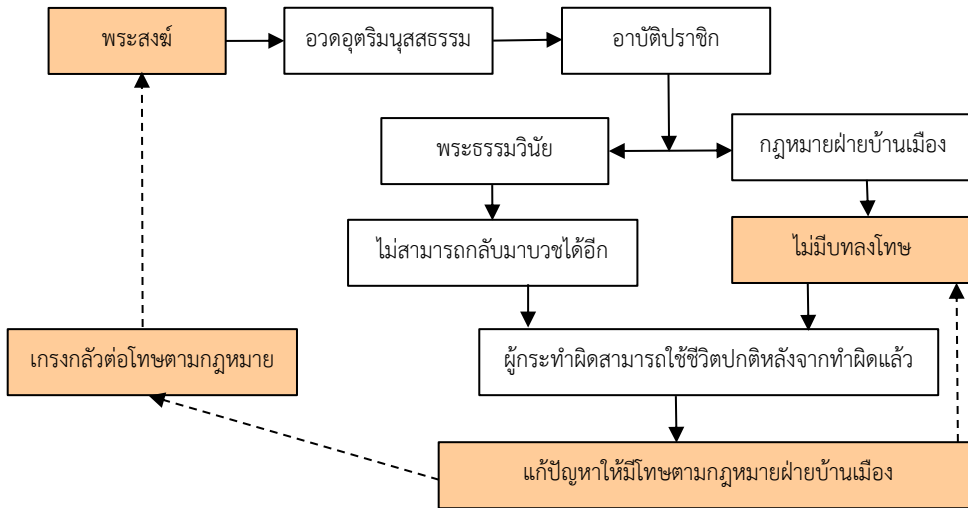 พระสงฆ์
อวดอุตริมนุสสธรรม
อาบัติปราชิก
พระธรรมวินัย
กฎหมายฝ่ายบ้านเมือง
ไม่สามารถกลับมาบวชได้อีก
ไม่มีบทลงโทษ
เกรงกลัวต่อโทษตามกฎหมาย
ผู้กระทำผิดสามารถใช้ชีวิตปกติหลังจากทำผิดแล้ว
แก้ปัญหาให้มีโทษตามกฎหมายฝ่ายบ้านเมือง